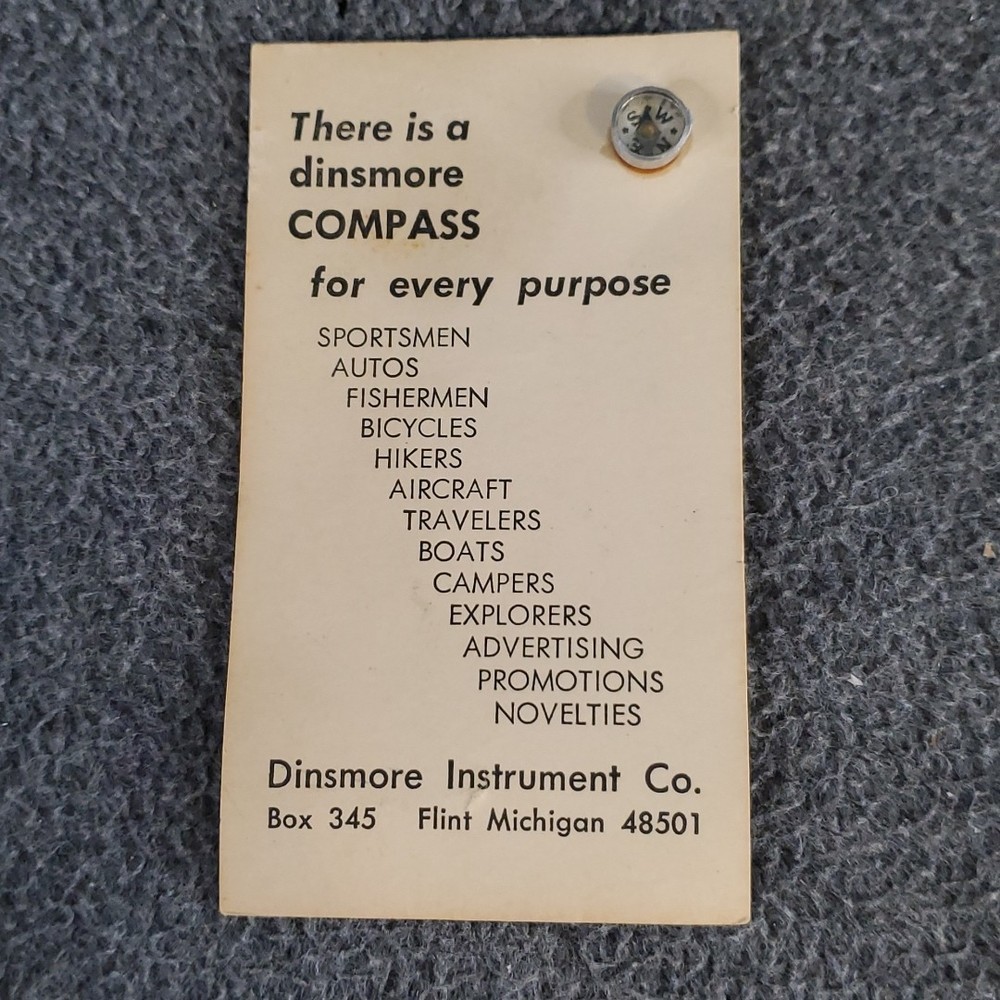 There is a
dinsmore
COMPASS
for every purpose
SPORTSMEN
AUTOS
FISHERMEN
BICYCLES
HIKERS
AIRCRAFT
TRAVELERS
BOATS
CAMPERS
EXPLORERS
ADVERTISING
PROMOTIONS
NOVELTIES
Dinsmore Instrument Co.
Box 345 Flint Michigan 48501
S W